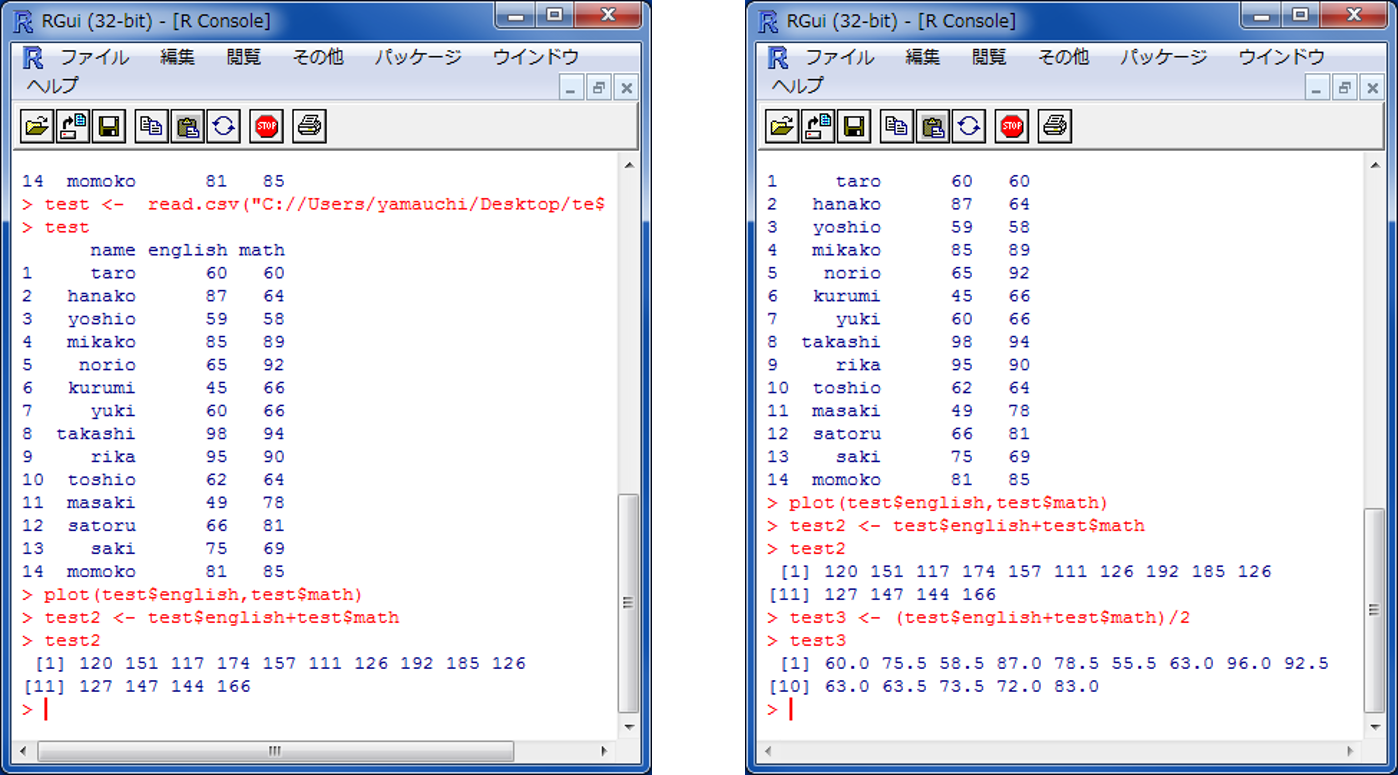 RGui (32-bit) - [R Console]
ファイル 編集 閲覧 その他 パッケージ ウインドウ
ヘルプ
STOP
14 momoko 81 85
> test <- read.csv("C://Users/yamauchi/Desktop/te$
> test
name english math
1 taro 60 60
2 hanako 87 64
3 yoshio 59 58
4 mikako 85 89
5 norio 65 92
6 kurumi 45 66
7 yuki 60 66
8 takashi 98 94
9 rika 95 90
10 toshio 62 64
11 masaki 49 78
12 satoru 66 81
13 saki 75 69
14 momoko 81 85
> plot(test$english,test$math)
> test2 <- test$english+test$math
> test2
[1] 120 151 117 174 157 111 126 192 185 126
[11] 127 147 144 166
>
RGui (32-bit) - [R Console]
ファイル 編集 閲覧 その他 パッケージ ウインドウ
ヘルプ
STOP
1 taro 60 60
2 hanako 87 64
3 yoshio 59 58
4 mikako 85 89
5 norio 65 92
6 kurumi 45 66
7 yuki 60 66
8 takashi 98 94
9 rika 95 90
10 toshio 62 64
11 masaki 49 78
12 satoru 66 81
13 saki 75 69
14 momoko 81 85
> plot(test$english,test$math)
> test2 <- test$english+test$math
> test2
[1] 120 151 117 174 157 111 126 192 185 126
[11] 127 147 144 166
> test3 <- (test$english+test$math)/2
> test3
[1] 60.0 75.5 58.5 87.0 78.5 55.5 63.0 96.0 92.5
[10] 63.0 63.5 73.5 72.0 83.0
>